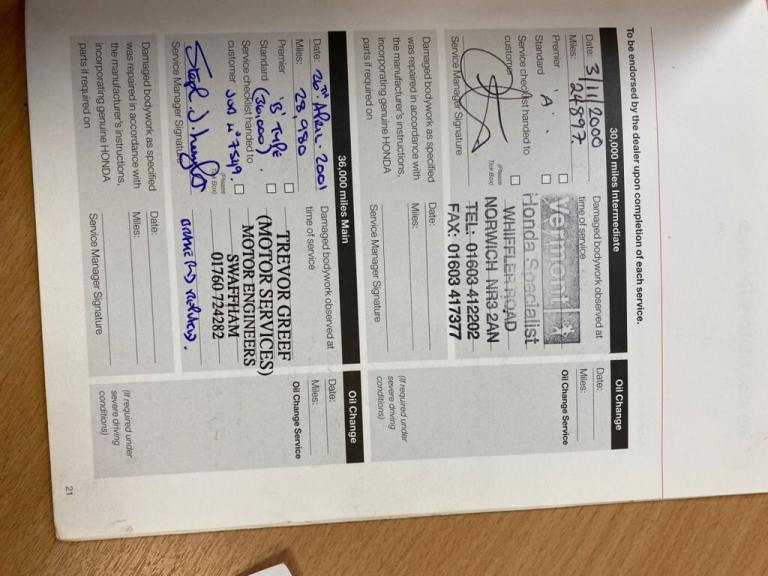 To be endorsed by the dealer upon completion of each service.
30,000 miles Intermediate
Date: 3/11/2000
Miles: 24897.
Premier 'A'
Standard
Service checklist handed to
customer
(Please
Tick Box)
Service Manager Signature
Damaged bodywork observed at
time of service
Vermont
Honda Specialist
WHIFFLER ROAD
NORWICH NR3 2AN
TEL: 01603 412202
FAX: 01603 417377
Oil Change
Date:
Miles:
Oil Change Service
Damaged bodywork as specified
was repaired in accordance with
the manufacturer's instructions,
incorporating genuine HONDA
parts if required on
Date:
Miles:
Service Manager Signature
(If required under
severe driving
conditions)
36,000 miles Main
Date: 26TH April 2001
Miles: 28,980
Premier 'B' Type
Standard (36,000).
Service checklist handed to
customer
(Please
Tick Box)
Service Manager Signature
Damaged bodywork observed at
time of service
TREVOR GREEF
(MOTOR SERVICES)
MOTOR ENGINEERS
SWAFFHAM
01760 724282
Oil Change
Date:
Miles:
Oil Change Service
Damaged bodywork as specified
was repaired in accordance with
the manufacturer's instructions,
incorporating genuine HONDA
parts if required on
Date:
Miles:
Service Manager Signature
(If required under
severe driving
conditions)
21